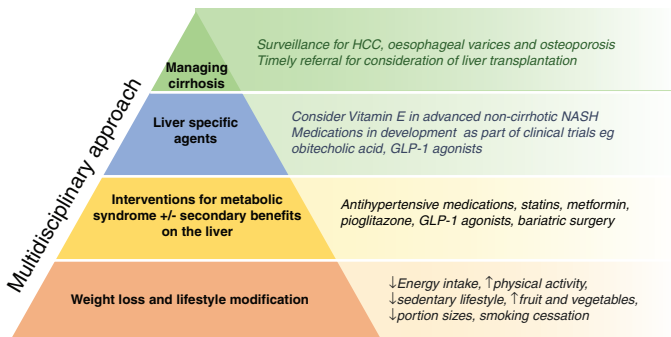 Multidisciplinary approach
Managing
cirrhosis
Surveillance for HCC, oesophageal varices and osteoporosis
Timely referral for consideration of liver transplantation
Liver specific
agents
Consider Vitamin E in advanced non-cirrhotic NASH
Medications in development as part of clinical trials eg
obitecholic acid, GLP-1 agonists
Interventions for metabolic
syndrome +/- secondary benefits
on the liver
Antihypertensive medications, statins, metformin,
pioglitazone, GLP-1 agonists, bariatric surgery
Weight loss and lifestyle modification
↓Energy intake, ↑physical activity,
↓sedentary lifestyle, ↑fruit and vegetables,
↓portion sizes, smoking cessation